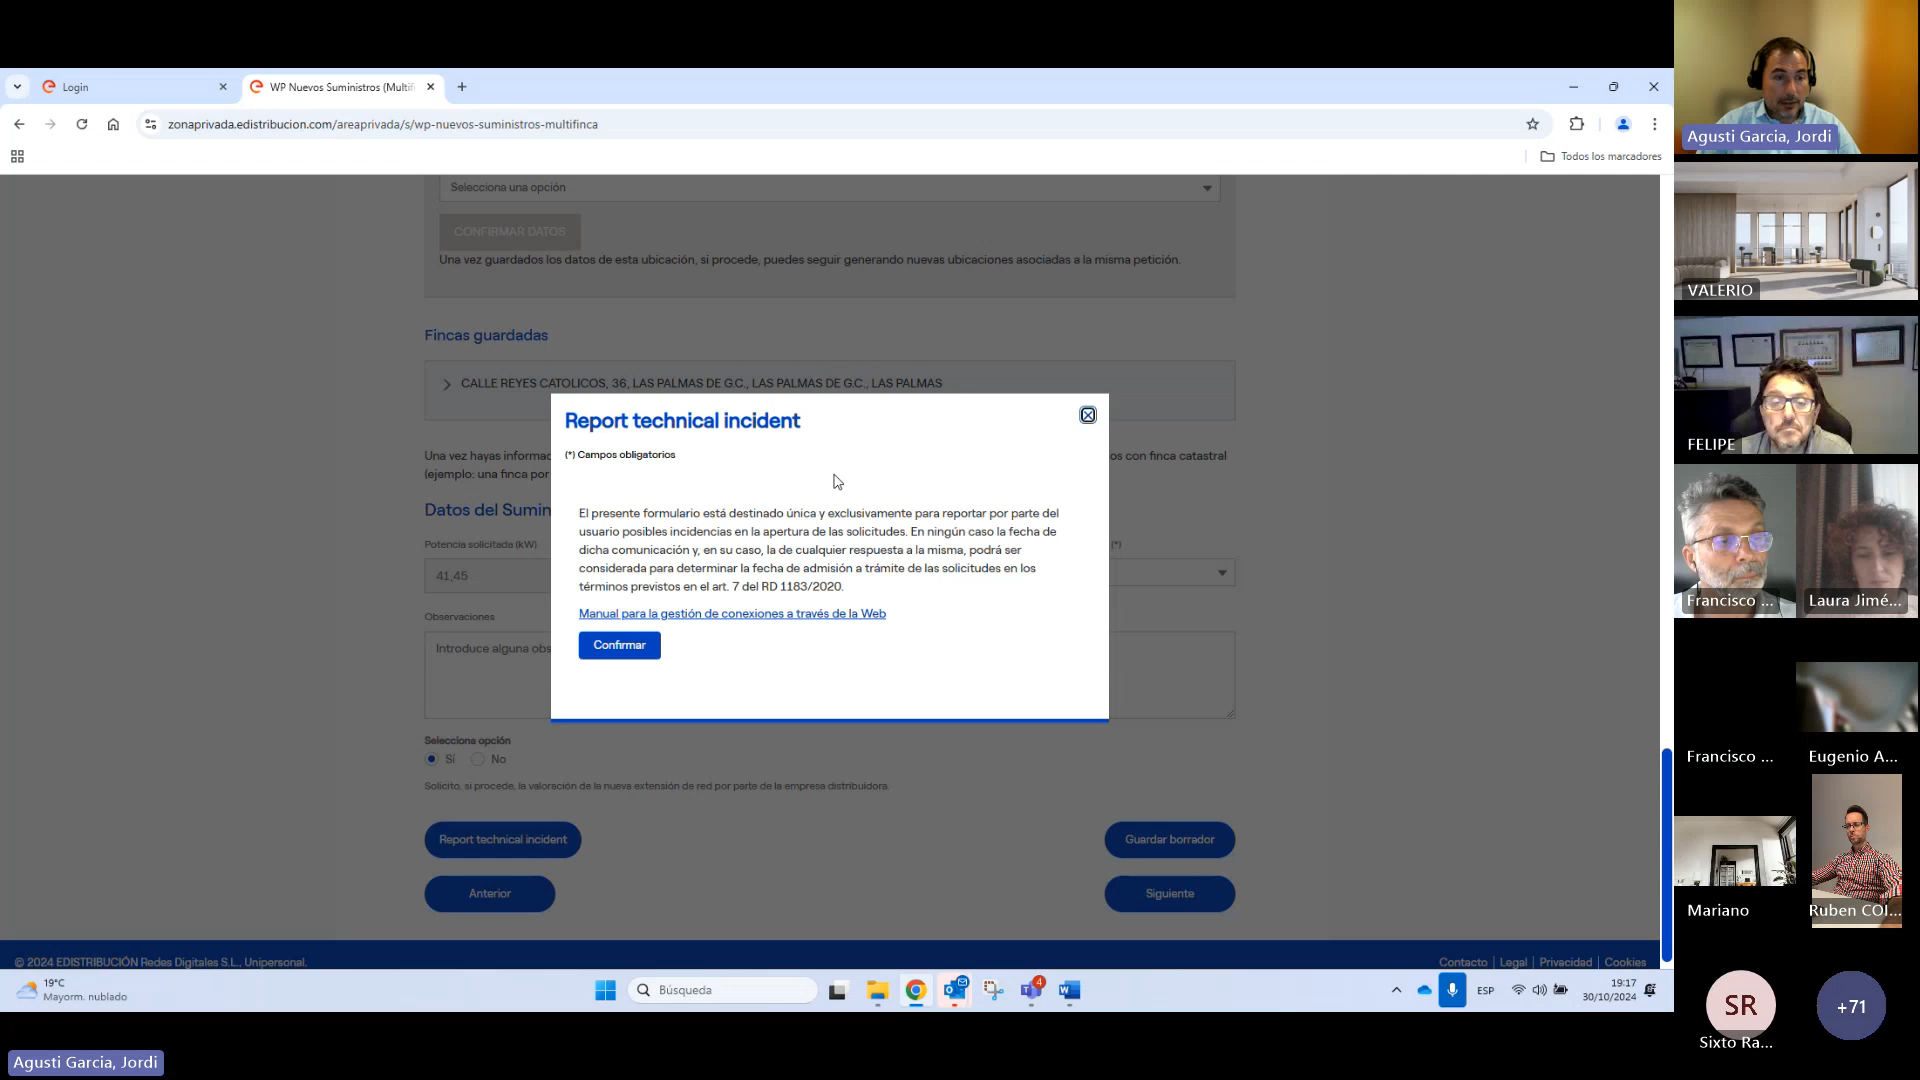 Login
WP Nuevos Suministros (Multifi
zonaprivada.edistribucion.com/areaprivada/s/wp-nuevos-suministros-multifinca
Todos los marcadores
Selecciona una opción
CONFIRMAR DATOS
Una vez guardados los datos de esta ubicación, si procede, puedes seguir generando nuevas ubicaciones asociadas a la misma petición.
Fincas guardadas
CALLE REYES CATOLICOS, 36, LAS PALMAS DE G.C., LAS PALMAS DE G.C., LAS PALMAS
Una vez hayas informac
os con finca catastral
(ejemplo: una finca por
Datos del Sumin
Potencia solicitada (kW)
(*)
41,45
Observaciones
Introduce alguna obs
Report technical incident
(*) Campos obligatorios
El presente formulario está destinado única y exclusivamente para reportar por parte del
usuario posibles incidencias en la apertura de las solicitudes. En ningún caso la fecha de
dicha comunicación y, en su caso, la de cualquier respuesta a la misma, podrá ser
considerada para determinar la fecha de admisión a trámite de las solicitudes en los
términos previstos en el art. 7 del RD 1183/2020.
Manual para la gestión de conexiones a través de la Web
Confirmar
Selecciona opción
Sí
No
Solicito, si procede, la valoración de la nueva extensión de red por parte de la empresa distribuidora.
Report technical incident
Guardar borrador
Anterior
Siguiente
© 2024 EDISTRIBUCIÓN Redes Digitales S.L., Unipersonal.
Contacto | Legal | Privacidad | Cookies
19°C
Mayorm. nublado
Búsqueda
4
ESP
19:17
30/10/2024
Agusti Garcia, Jordi
Agusti Garcia, Jordi
VALERIO
FELIPE
Francisco ...
Laura Jimé...
Francisco ...
Eugenio A...
Mariano
Ruben COI...
SR
+71
Sixto Ra...